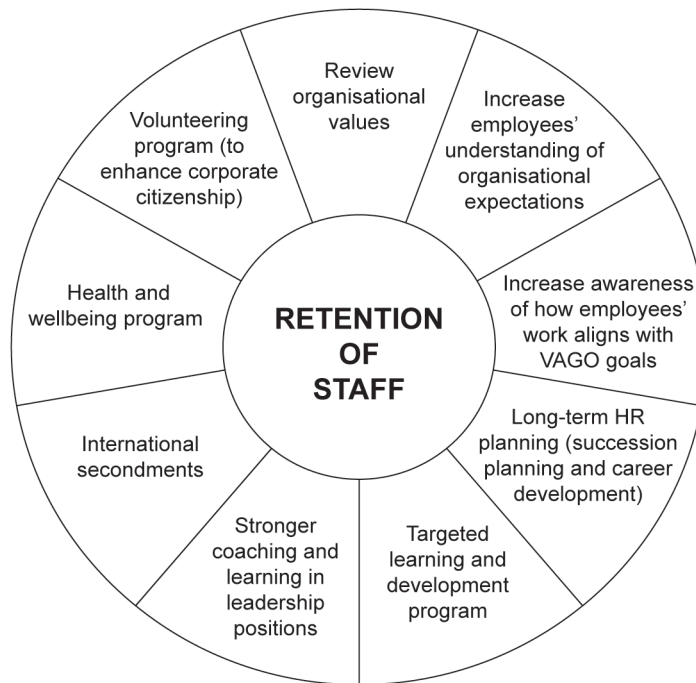 RETENTION
OF
STAFF
Review
organisational
values
Increase
employees’
understanding of
organisational
expectations
Increase awareness
of how employees’
work aligns with
VAGO goals
Long-term HR
planning (succession
planning and career
development)
Targeted
learning and
development
program
Stronger
coaching and
learning in
leadership
positions
International
secondments
Health and
wellbeing program
Volunteering
program (to
enhance corporate
citizenship)